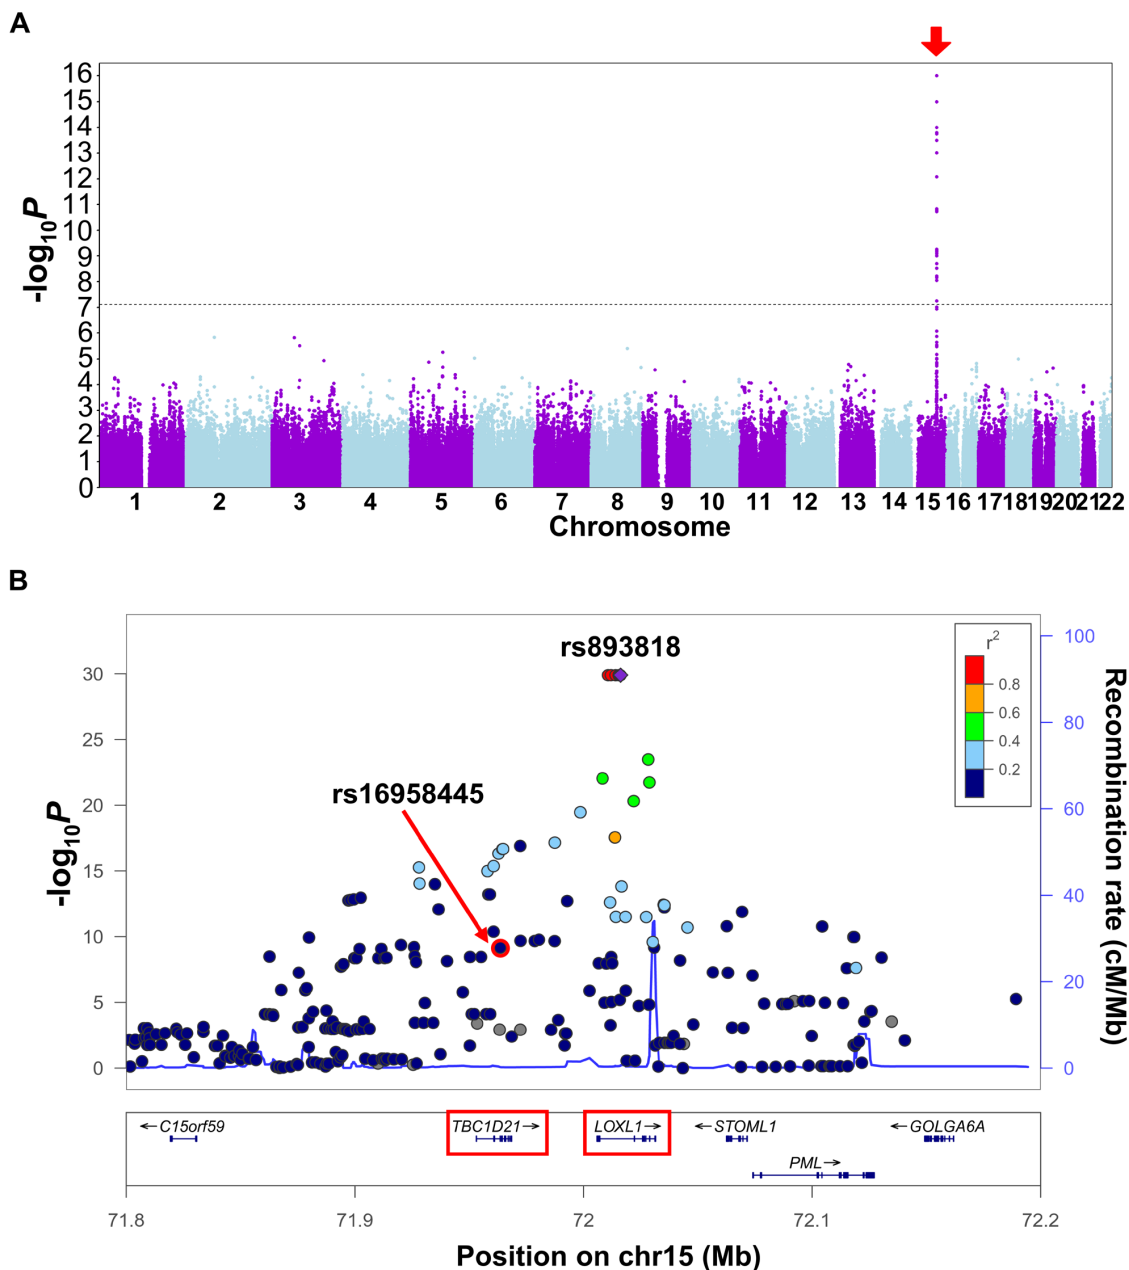 A
16
15
14
13
12
11
10
9
8
7
6
5
4
3
2
1
0
-log10P
1 2 3 4 5 6 7 8 9 10 11 12 13 14 15 16 17 18 19 20 21 22
Chromosome
B
rs893818
rs16958445
r2
0.8
0.6
0.4
0.2
30
25
20
15
10
5
0
-log10P
100
80
60
40
20
0
Recombination rate (cM/Mb)
←C15orf59 TBC1D21→ LOXL1→ ←STOML1 ←GOLGA6A
PML→
71.8 71.9 72 72.1 72.2
Position on chr15 (Mb)